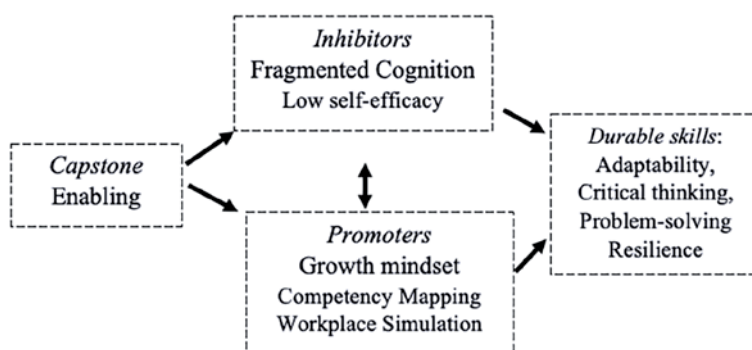 Inhibitors
Fragmented Cognition
Low self-efficacy
Capstone
Enabling
Promoters
Growth mindset
Competency Mapping
Workplace Simulation
Durable skills:
Adaptability,
Critical thinking,
Problem-solving
Resilience